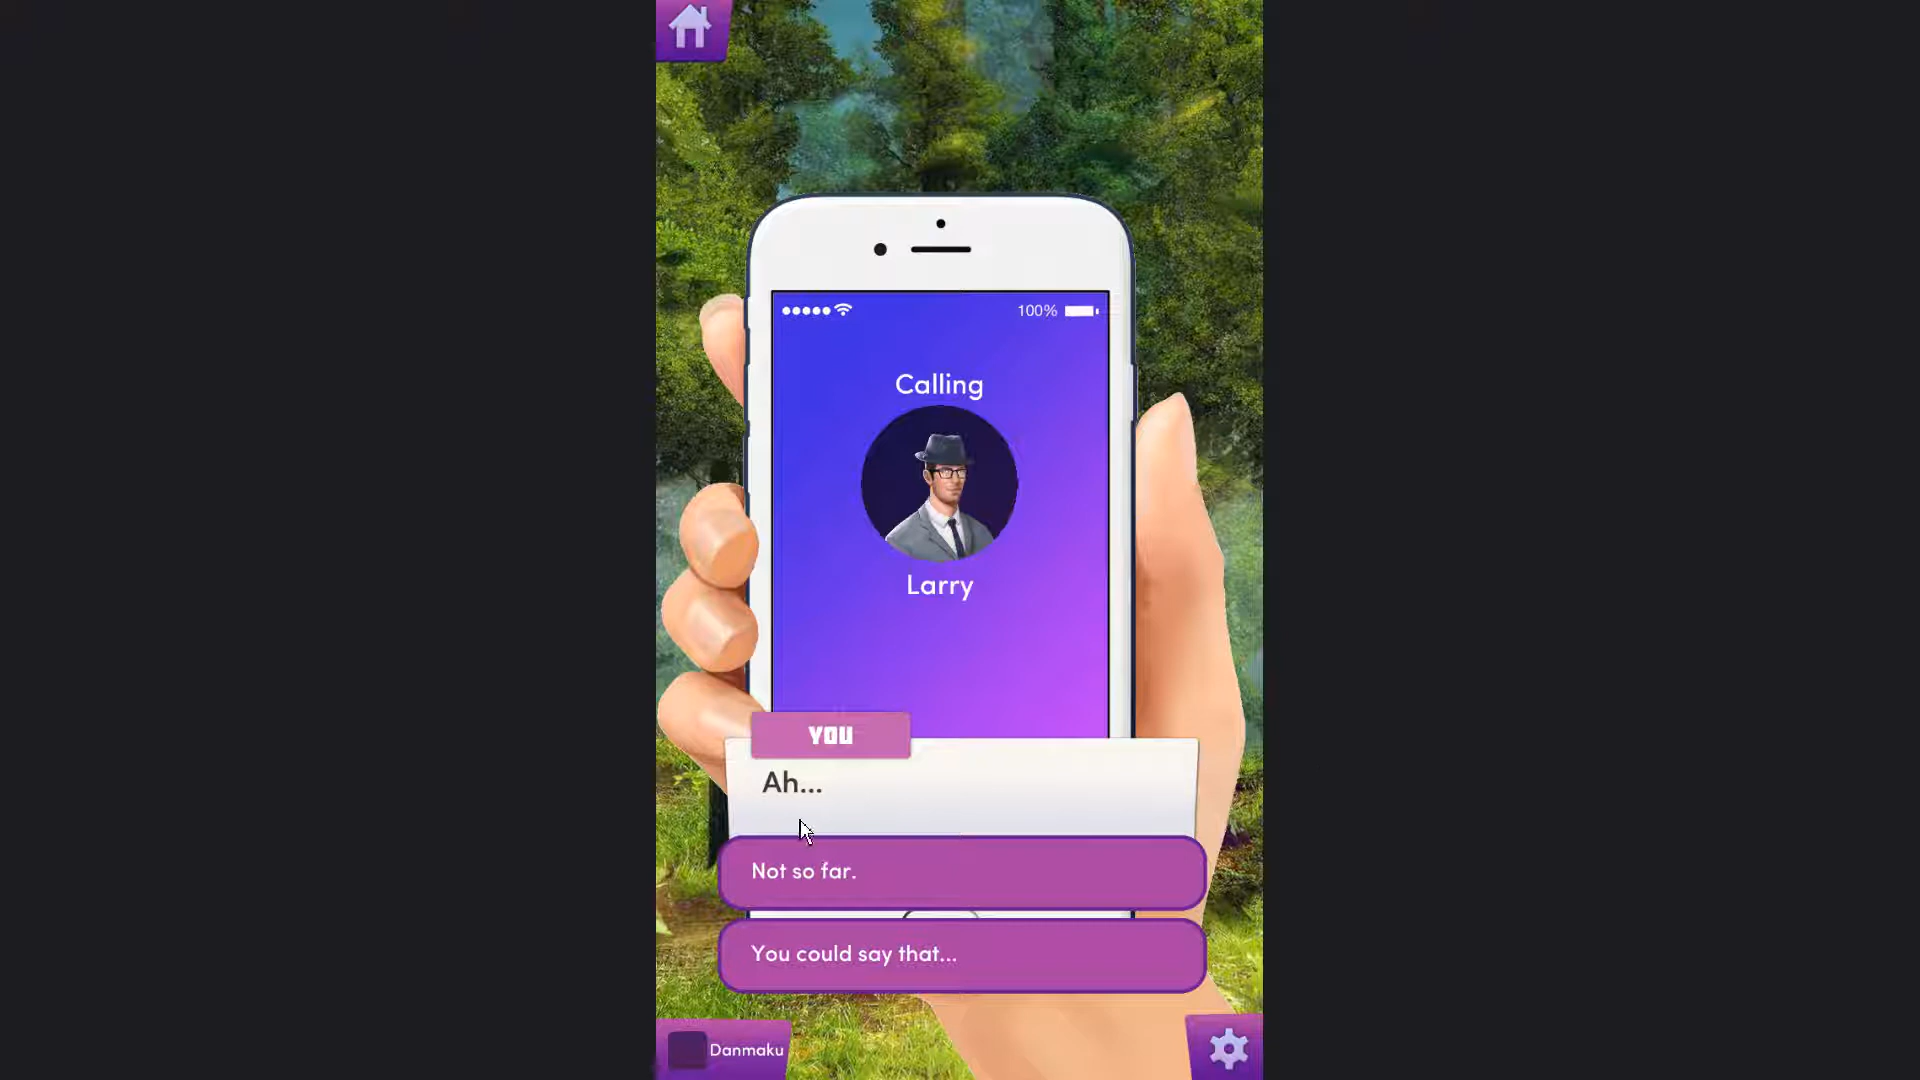 100%
Calling
Larry
YOU
Ah...
Not so far.
You could say that...
Danmaku